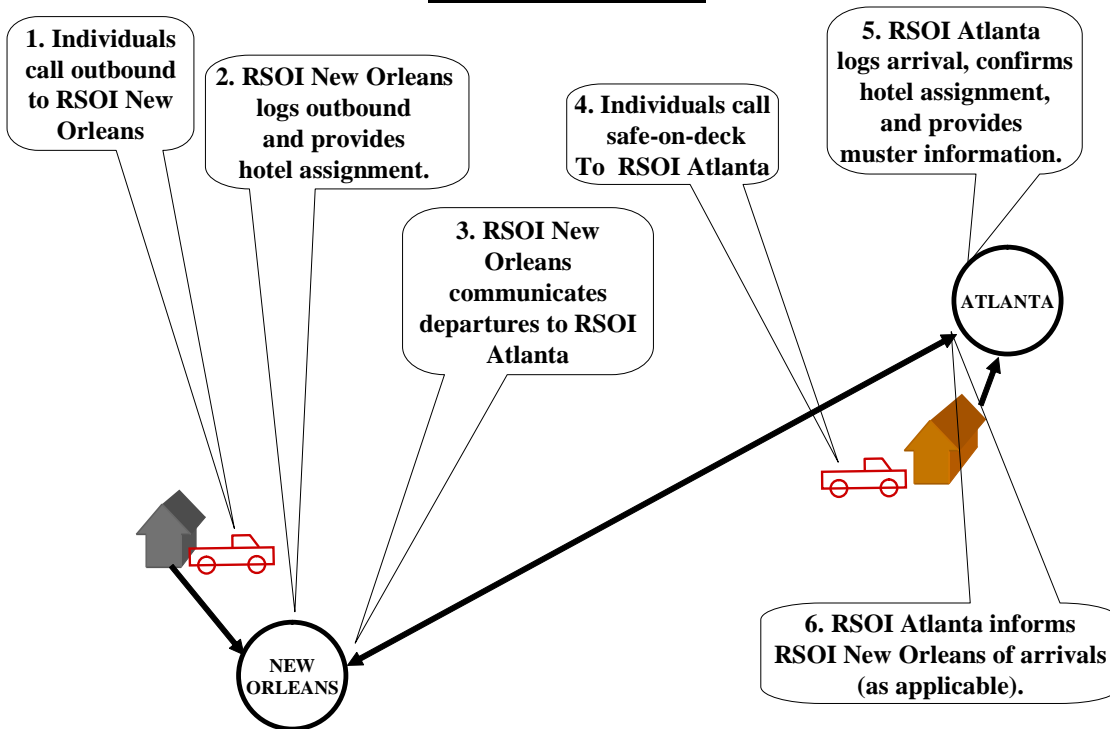 1. Individuals
call outbound
to RSOI New
Orleans
2. RSOI New Orleans
logs outbound
and provides
hotel assignment.
3. RSOI New
Orleans
communicates
departures to RSOI
Atlanta
4. Individuals call
safe-on-deck
To RSOI Atlanta
5. RSOI Atlanta
logs arrival, confirms
hotel assignment,
and provides
muster information.
ATLANTA
NEW
ORLEANS
6. RSOI Atlanta informs
RSOI New Orleans of arrivals
(as applicable).